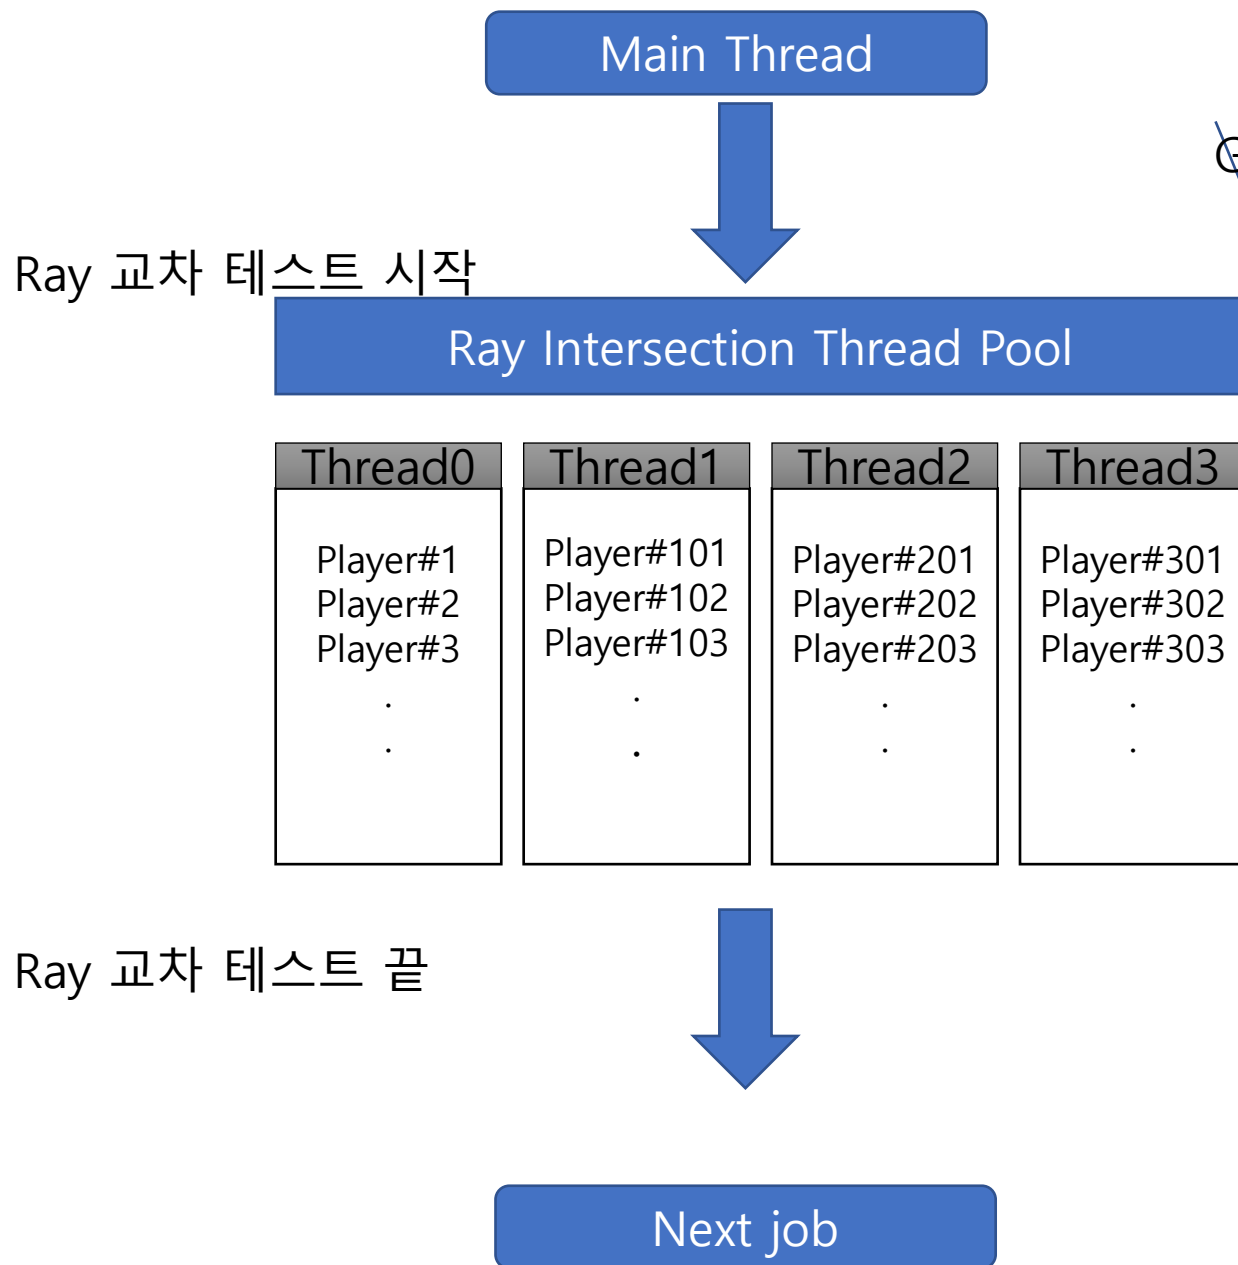 Main Thread
Ray 교차 테스트 시작
Ray Intersection Thread Pool
Thread0
Player#1
Player#2
Player#3
.
.
Thread1
Player#101
Player#102
Player#103
.
.
Thread2
Player#201
Player#202
Player#203
.
.
Thread3
Player#301
Player#302
Player#303
.
.
Ray 교차 테스트 끝
Next job